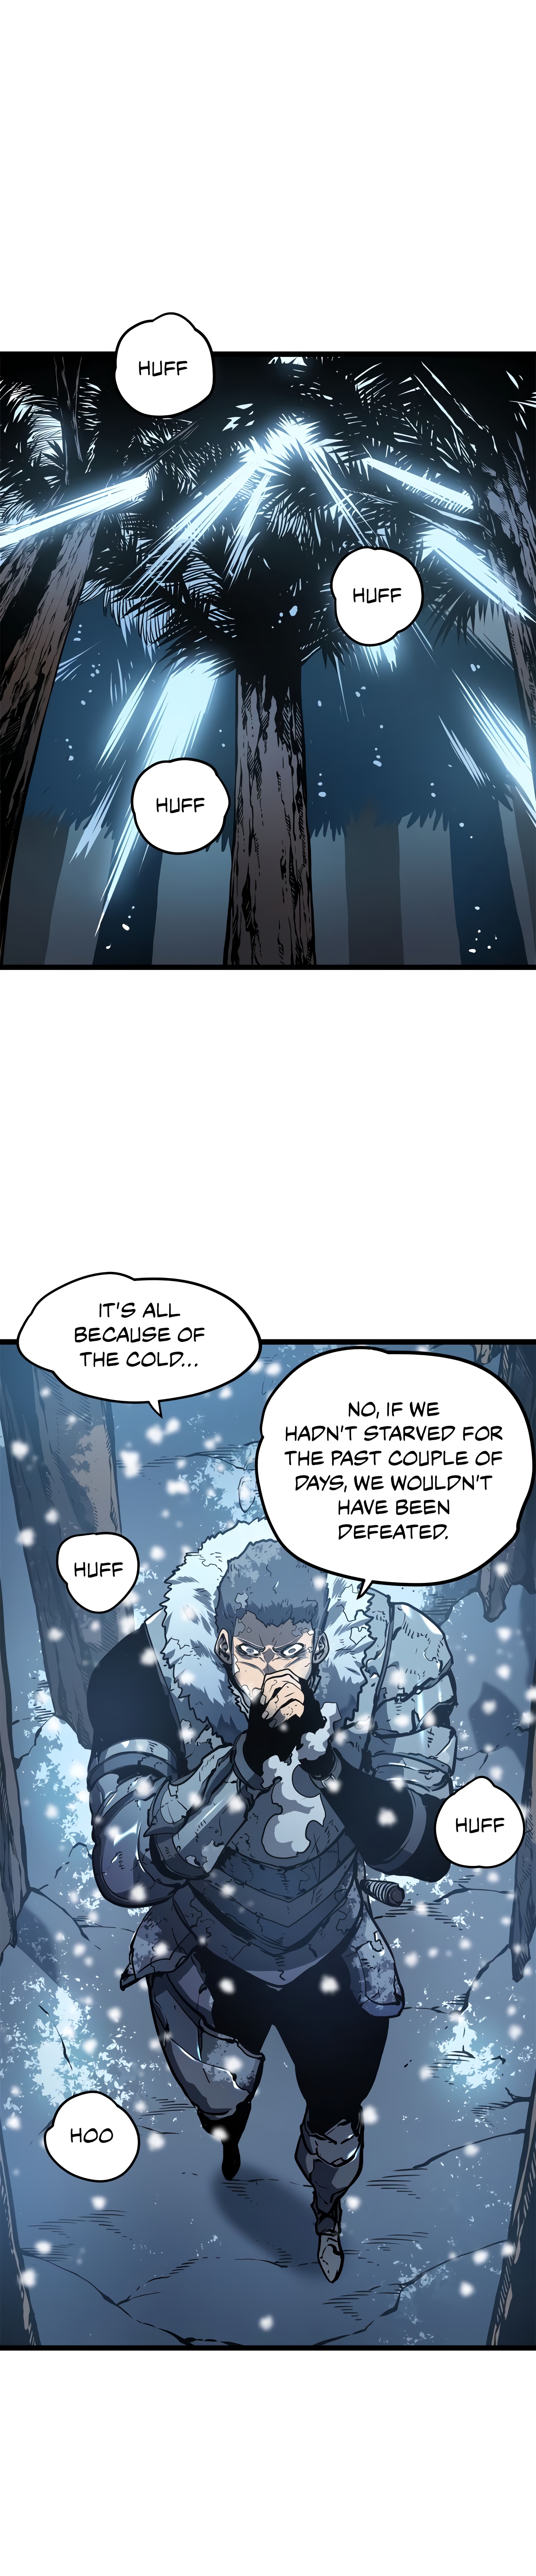 HUFF
HUFF
HUFF
IT'S ALL
BECAUSE OF
THE COLD...
NO, IF WE
HADN'T STARVED FOR
THE PAST COUPLE OF
DAYS, WE WOULDN'T
HAVE BEEN
DEFEATED.
HUFF
HUFF
HOO